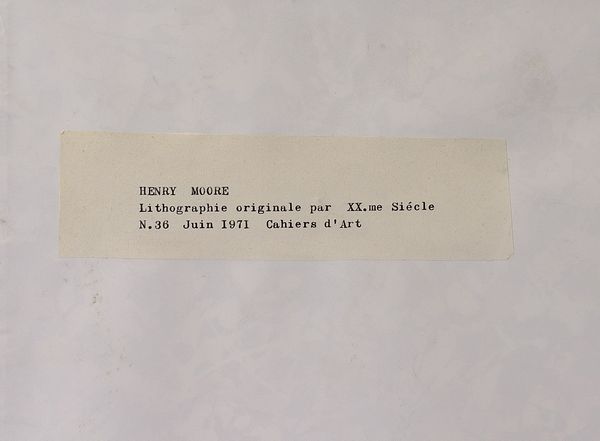 HENRY MOORE
Lithographie originale par XX.me Siécle
N.36 Juin I97I Cahiers d'Art